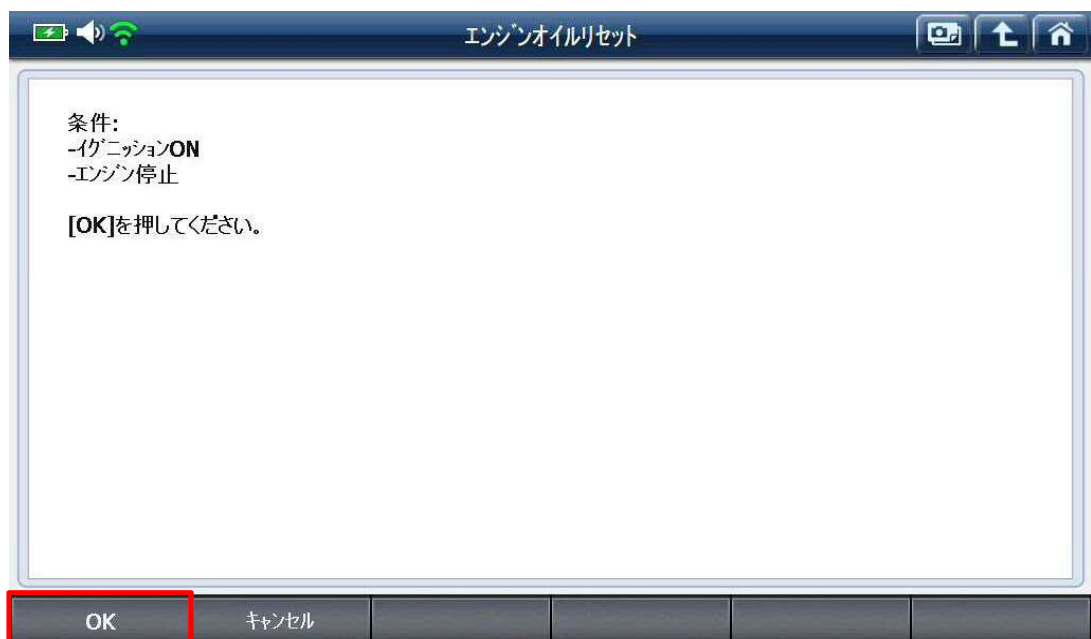 エンジンオイルリセット
条件:
-イグニッションON
-エンジン停止
[OK]を押してください。
OK
キャンセル